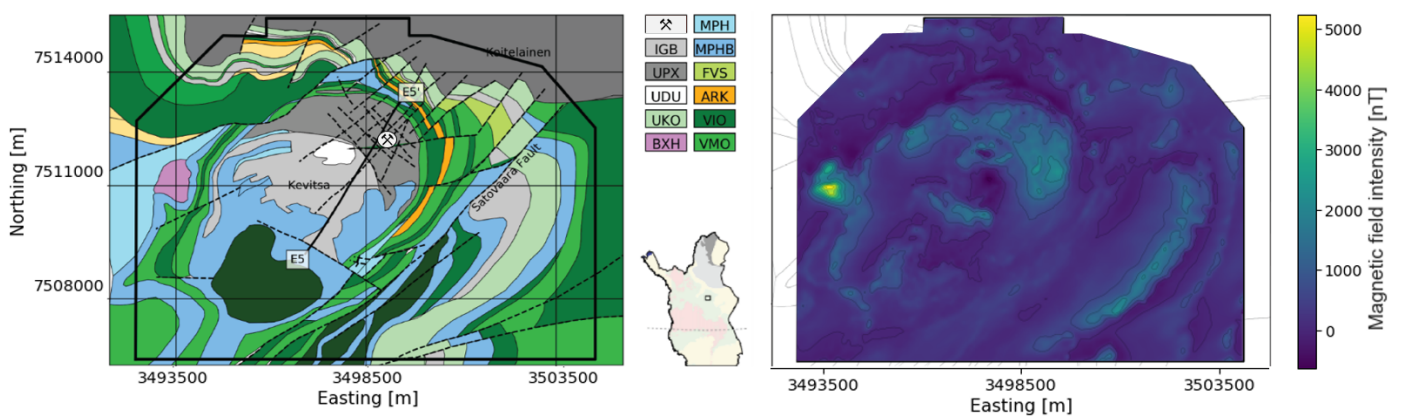 7514000
7511000
7508000
Northing [m]
3493500
3498500
3503500
Easting [m]
Koitelainen
E5'
Kevitsa
Satovaara Fault
E5
MPH
IGB
MPHB
UPX
FVS
UDU
ARK
UKO
VIO
BXH
VMO
3493500
3498500
3503500
Easting [m]
5000
4000
3000
2000
1000
0
Magnetic field intensity [nT]